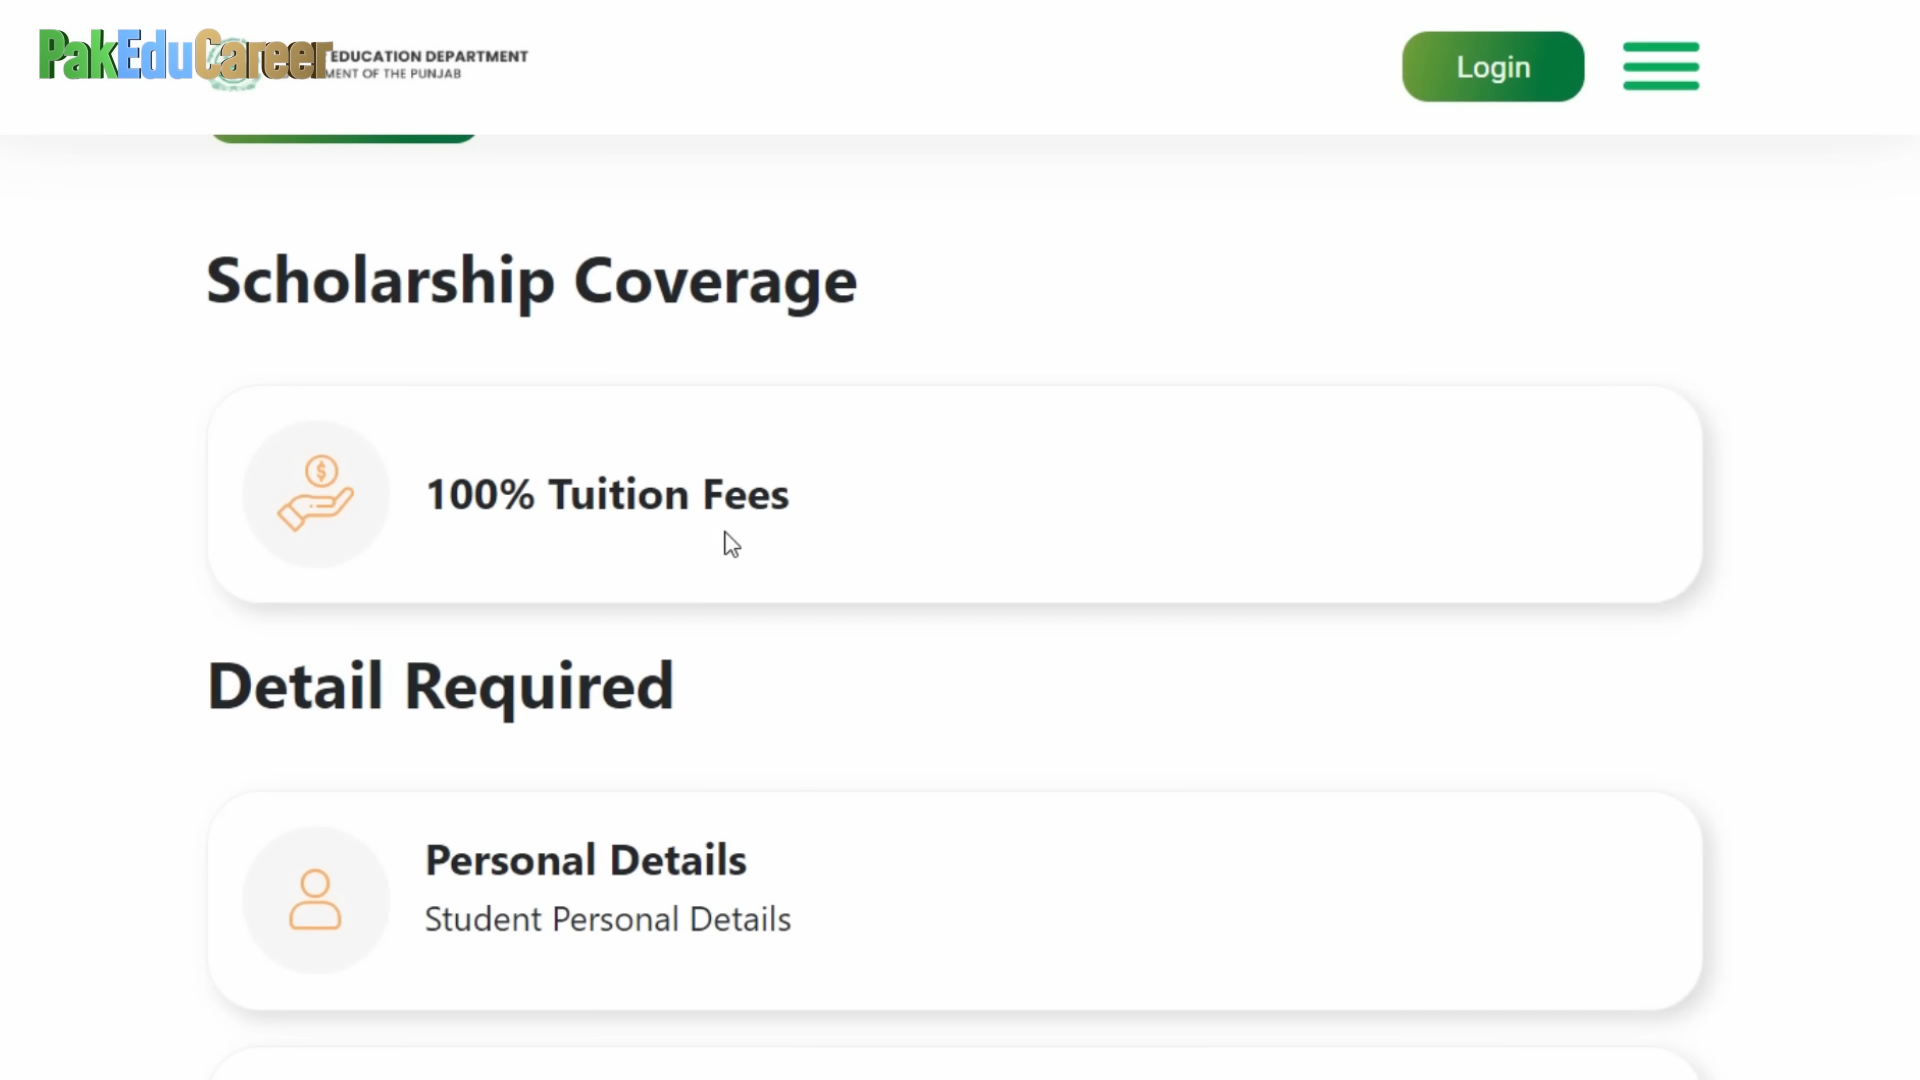 PakEduCareer
EDUCATION DEPARTMENT
MENT OF THE PUNJAB
Login
Scholarship Coverage
$
100% Tuition Fees
Detail Required
Personal Details
Student Personal Details